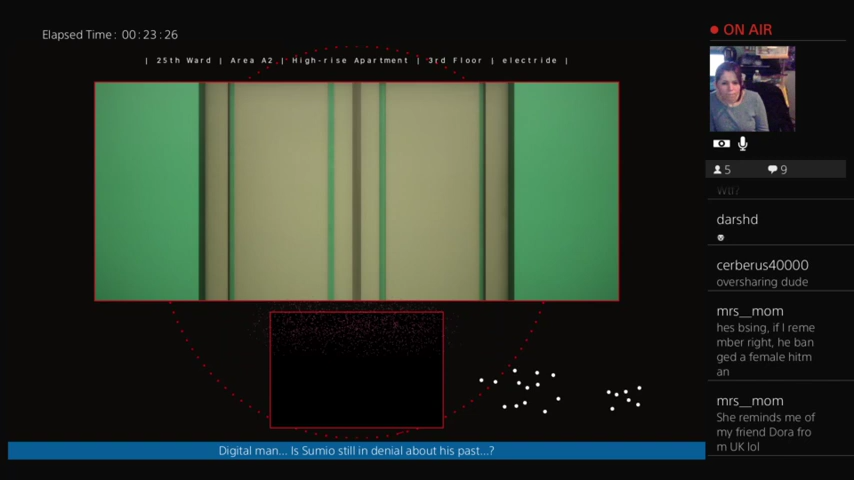 Elapsed Time: 00:23:26
| 25th Ward | Area A2 | High-rise Apartment | 3rd Floor | electride |
Digital man... Is Sumio still in denial about his past...?
ON AIR
5 9
darshd
cerberus40000
oversharing dude
mrs__mom
hes bsing, if I reme
mber right, he ban
ged a female hitm
an
mrs__mom
She reminds me of
my friend Dora fro
m UK lol